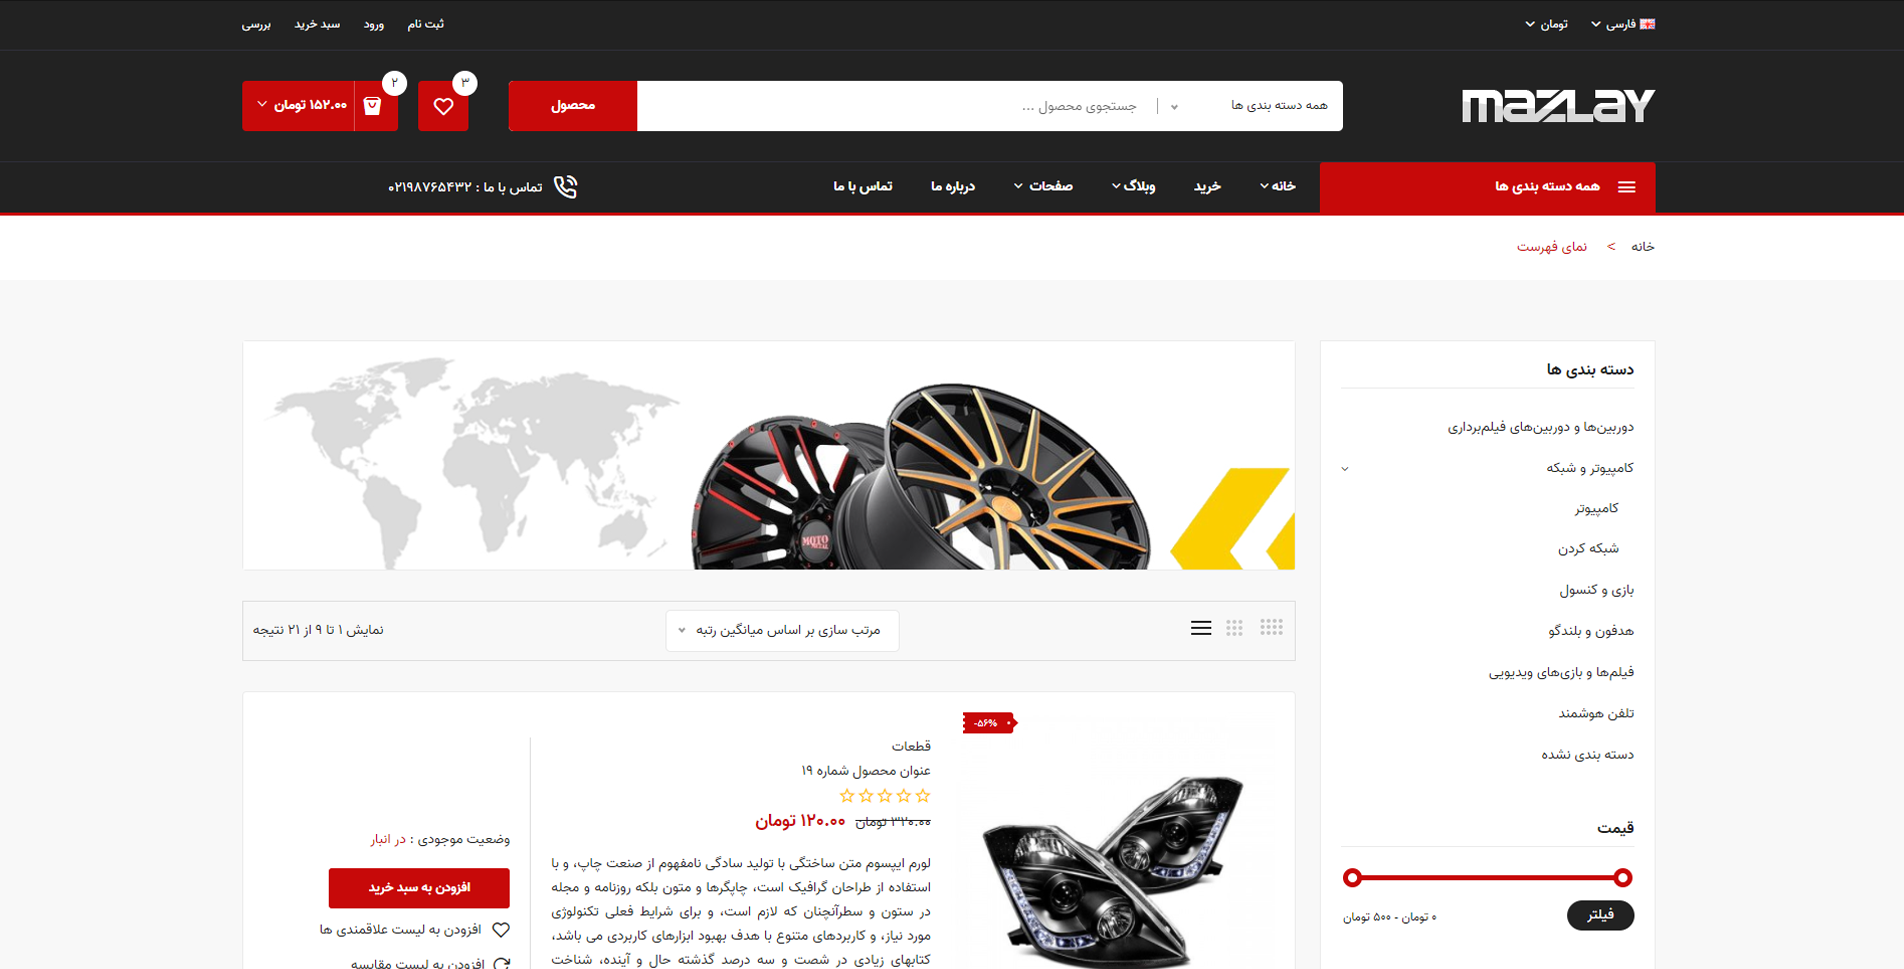 فارسی
تومان
ثبت نام
ورود
سبد خرید
بررسی
MAZLAY
همه دسته بندی ها
جستجوی محصول ...
محصول
۳
۲
۱۵۲.۰۰ تومان
همه دسته بندی ها
خانه
خرید
وبلاگ
صفحات
درباره ما
تماس با ما
تماس با ما : ۰۲۱۹۸۷۶۵۴۳۲
خانه > نمای فهرست
دسته بندی ها
دوربین‌ها و دوربین‌های فیلم‌برداری
کامپیوتر و شبکه
کامپیوتر
شبکه کردن
بازی و کنسول
هدفون و بلندگو
فیلم‌ها و بازی‌های ویدیویی
تلفن هوشمند
دسته بندی نشده
قیمت
فیلتر
۰ تومان - ۵۰۰ تومان
MOTO
METAL
مرتب سازی بر اساس میانگین رتبه
نمایش ۱ تا ۹ از ۲۱ نتیجه
-۵۶%
قطعات
عنوان محصول شماره ۱۹
۳۲۰.۰۰ تومان ۱۲۰.۰۰ تومان
لورم ایپسوم متن ساختگی با تولید سادگی نامفهوم از صنعت چاپ، و با
استفاده از طراحان گرافیک است، چاپگرها و متون بلکه روزنامه و مجله
در ستون و سطرآنچنان که لازم است، و برای شرایط فعلی تکنولوژی
مورد نیاز، و کاربردهای متنوع با هدف بهبود ابزارهای کاربردی می باشد،
کتابهای زیادی در شصت و سه درصد گذشته حال و آینده، شناخت
وضعیت موجودی : در انبار
افزودن به سبد خرید
افزودن به لیست علاقمندی ها
افزودن به لیست مقایسه